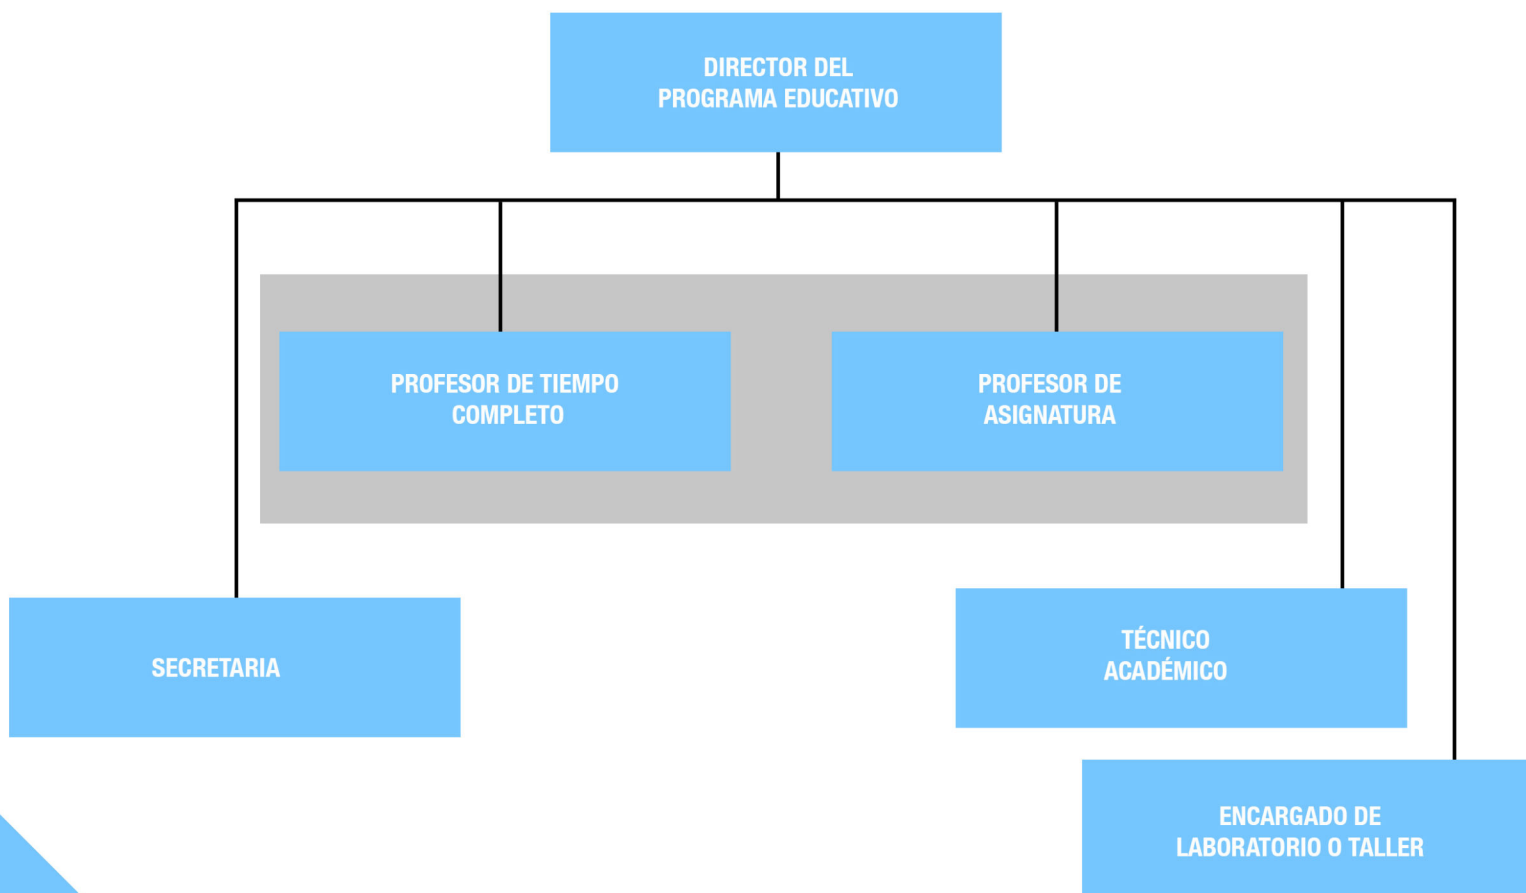 DIRECTOR DEL
PROGRAMA EDUCATIVO
PROFESOR DE TIEMPO
COMPLETO
PROFESOR DE
ASIGNATURA
SECRETARIA
TÉCNICO
ACADÉMICO
ENCARGADO DE
LABORATORIO O TALLER